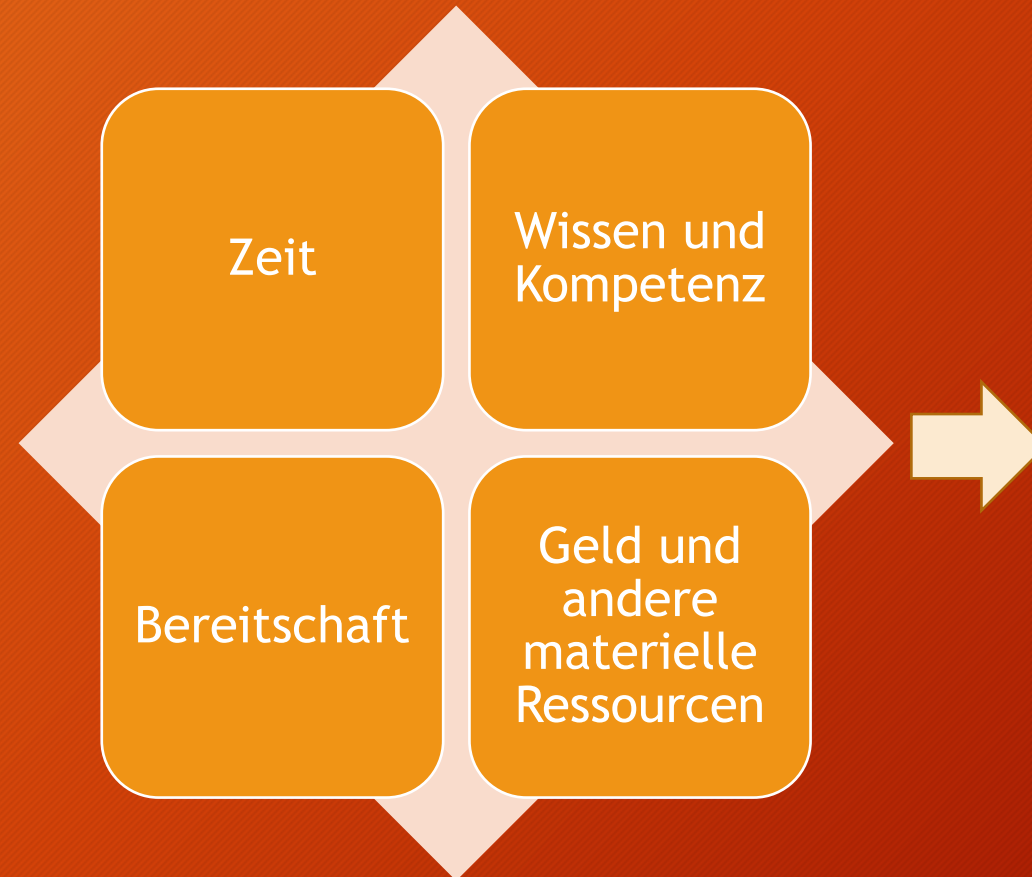 Zeit
Wissen und
Kompetenz
Bereitschaft
Geld und
andere
materielle
Ressourcen